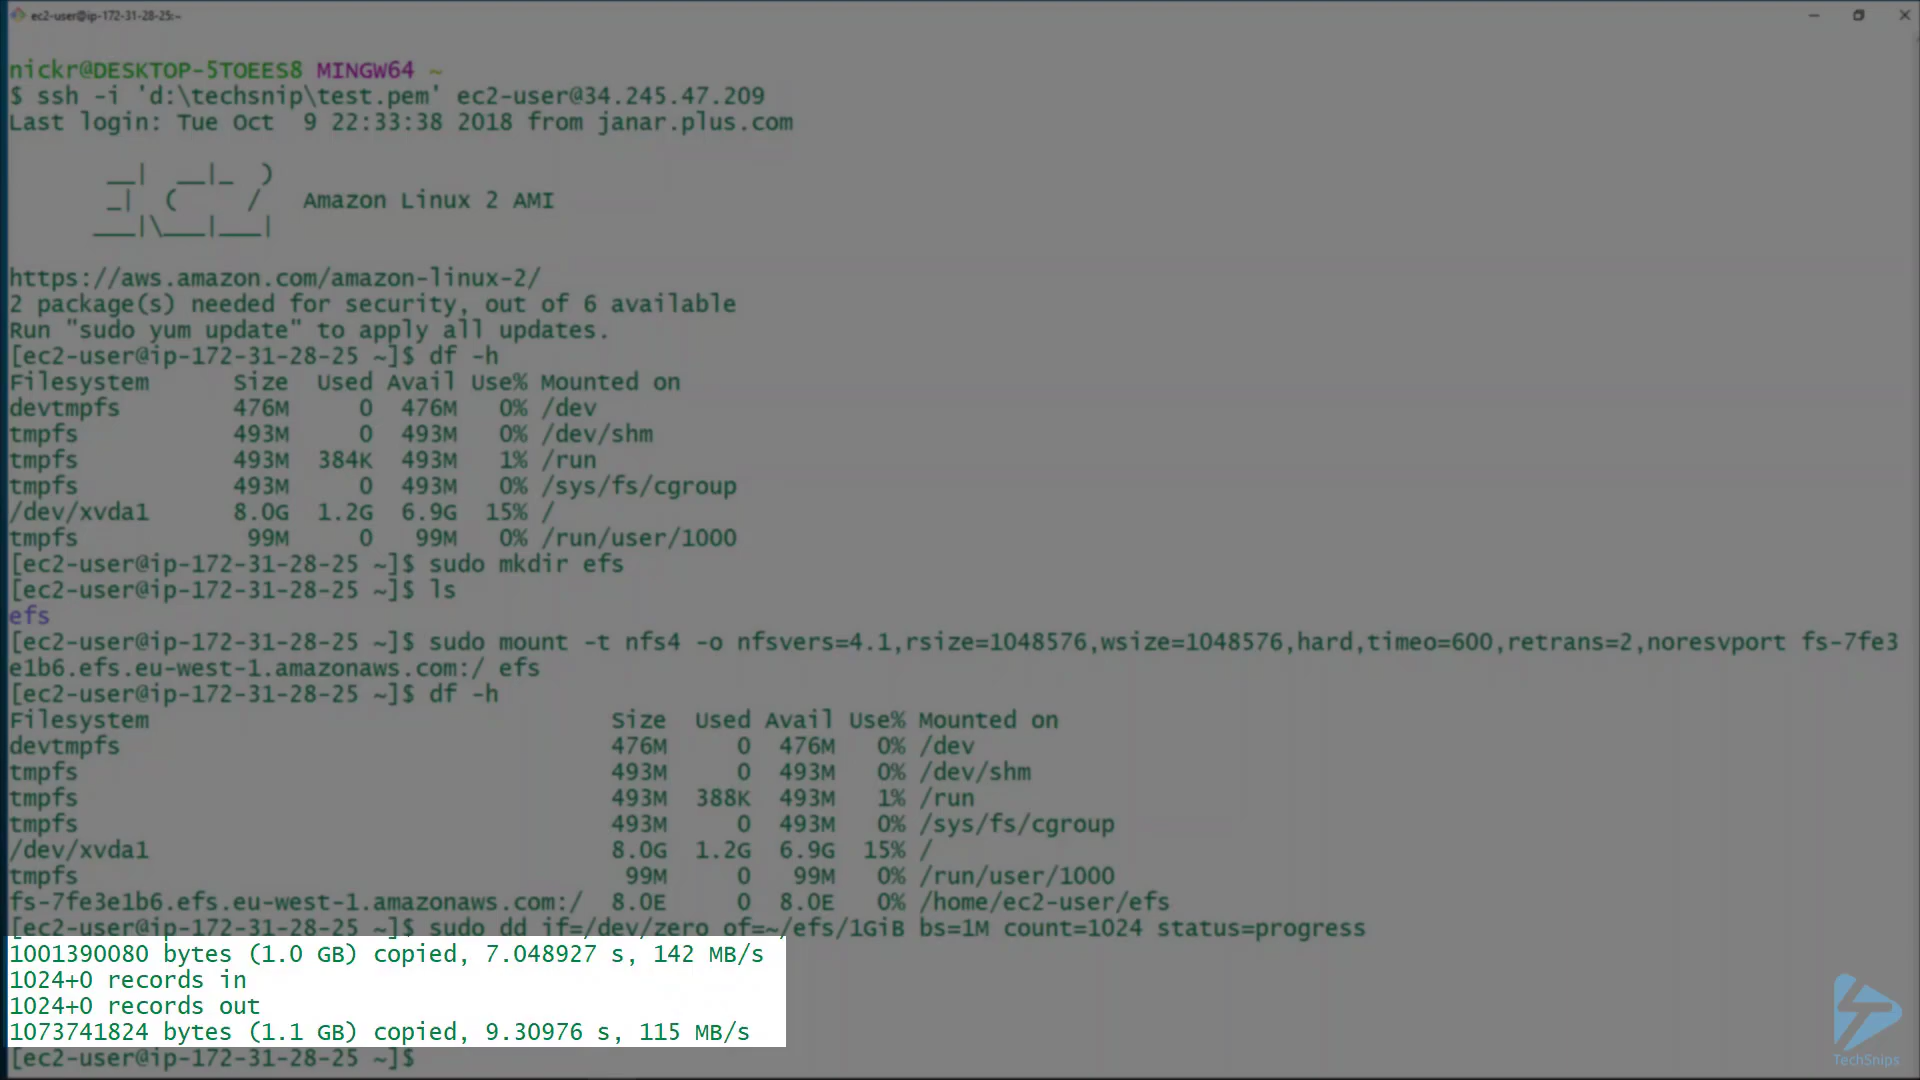 ec2-user@ip-172-31-28-25:~
nickr@DESKTOP-5TOEES8 MINGW64 ~
$ ssh -i 'd:\techsnip\test.pem' ec2-user@34.245.47.209
Last login: Tue Oct  9 22:33:38 2018 from janar.plus.com
       __|  __|_  )
       _|  (     /   Amazon Linux 2 AMI
      ___|\___|___|
https://aws.amazon.com/amazon-linux-2/
2 package(s) needed for security, out of 6 available
Run "sudo yum update" to apply all updates.
[ec2-user@ip-172-31-28-25 ~]$ df -h
Filesystem      Size  Used Avail Use% Mounted on
devtmpfs        476M     0  476M   0% /dev
tmpfs           493M     0  493M   0% /dev/shm
tmpfs           493M  384K  493M   1% /run
tmpfs           493M     0  493M   0% /sys/fs/cgroup
/dev/xvda1      8.0G  1.2G  6.9G  15% /
tmpfs            99M     0   99M   0% /run/user/1000
[ec2-user@ip-172-31-28-25 ~]$ sudo mkdir efs
[ec2-user@ip-172-31-28-25 ~]$ ls
efs
[ec2-user@ip-172-31-28-25 ~]$ sudo mount -t nfs4 -o nfsvers=4.1,rsize=1048576,wsize=1048576,hard,timeo=600,retrans=2,noresvport fs-7fe3
e1b6.efs.eu-west-1.amazonaws.com:/ efs
[ec2-user@ip-172-31-28-25 ~]$ df -h
Filesystem                                 Size  Used Avail Use% Mounted on
devtmpfs                                   476M     0  476M   0% /dev
tmpfs                                      493M     0  493M   0% /dev/shm
tmpfs                                      493M  388K  493M   1% /run
tmpfs                                      493M     0  493M   0% /sys/fs/cgroup
/dev/xvda1                                 8.0G  1.2G  6.9G  15% /
tmpfs                                       99M     0   99M   0% /run/user/1000
fs-7fe3e1b6.efs.eu-west-1.amazonaws.com:/  8.0E     0  8.0E   0% /home/ec2-user/efs
[ec2-user@ip-172-31-28-25 ~]$ sudo dd if=/dev/zero of=~/efs/1GiB bs=1M count=1024 status=progress
1001390080 bytes (1.0 GB) copied, 7.048927 s, 142 MB/s
1024+0 records in
1024+0 records out
1073741824 bytes (1.1 GB) copied, 9.30976 s, 115 MB/s
[ec2-user@ip-172-31-28-25 ~]$
TechSnips